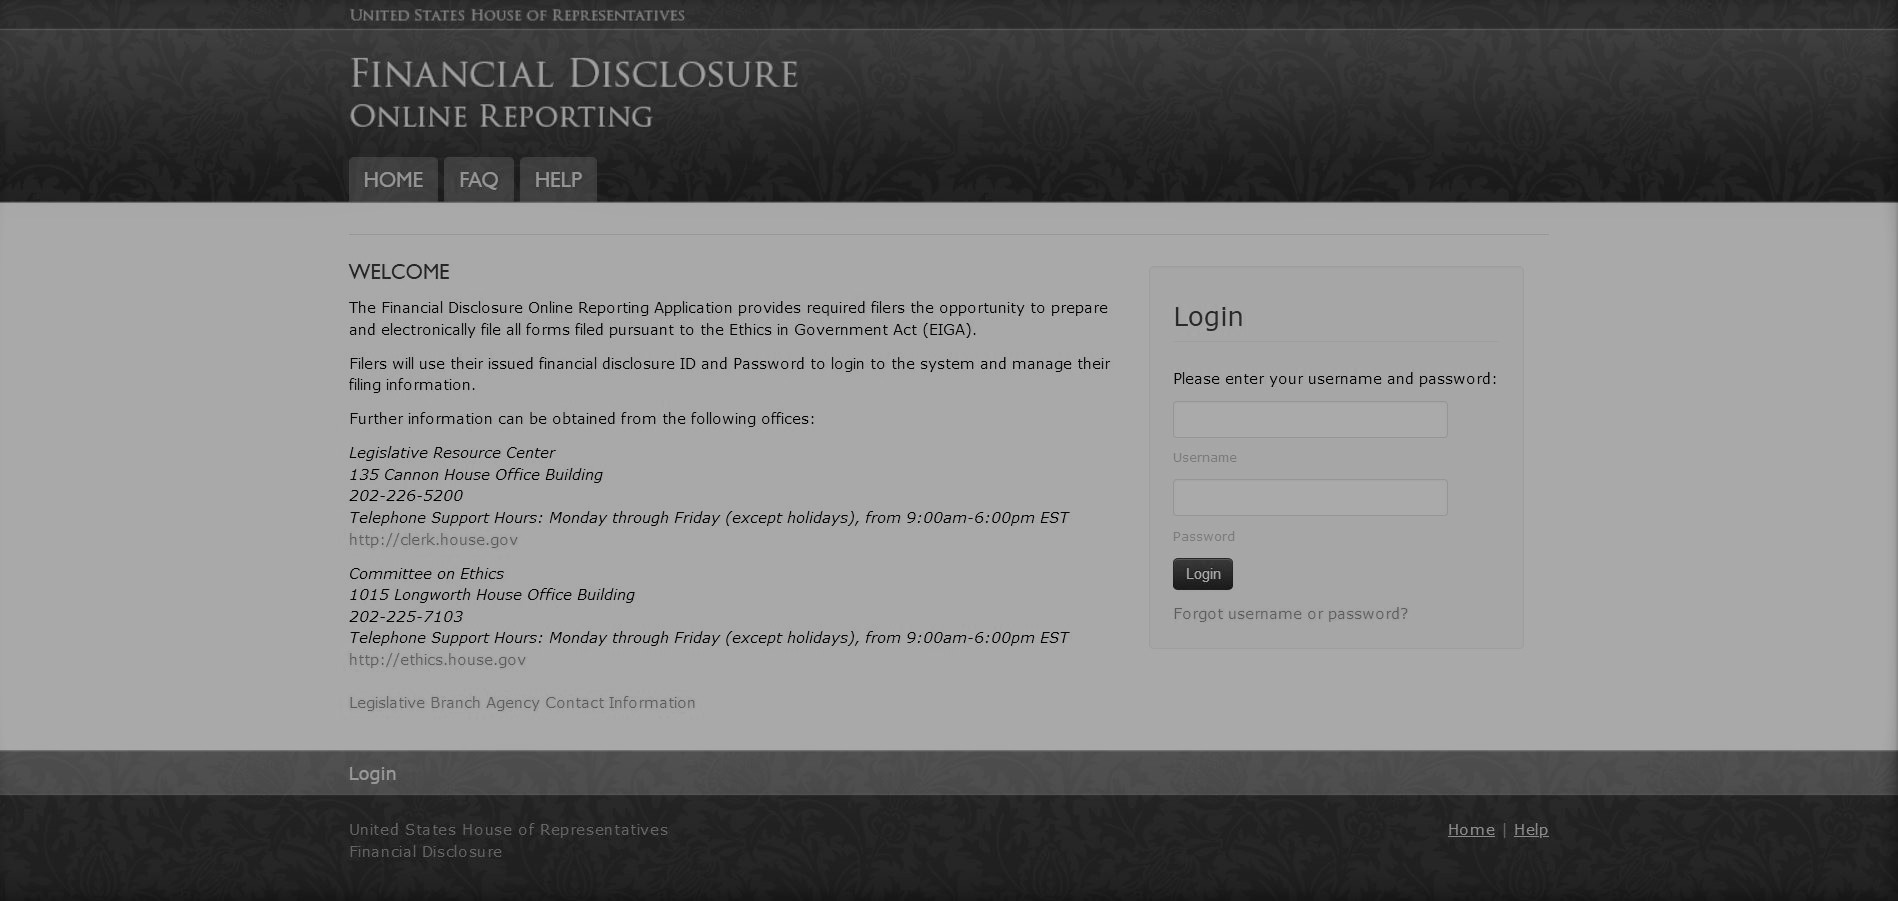 United States House of Representatives
Financial Disclosure
Online Reporting
HOME FAQ HELP
WELCOME
The Financial Disclosure Online Reporting Application provides required filers the opportunity to prepare
and electronically file all forms filed pursuant to the Ethics in Government Act (EIGA).
Filers will use their issued financial disclosure ID and Password to login to the system and manage their
filing information.
Further information can be obtained from the following offices:
Legislative Resource Center
135 Cannon House Office Building
202-226-5200
Telephone Support Hours: Monday through Friday (except holidays), from 9:00am-6:00pm EST
http://clerk.house.gov
Committee on Ethics
1015 Longworth House Office Building
202-225-7103
Telephone Support Hours: Monday through Friday (except holidays), from 9:00am-6:00pm EST
http://ethics.house.gov
Legislative Branch Agency Contact Information
Login
Please enter your username and password:
Username
Password
Login
Forgot username or password?
Login
United States House of Representatives
Financial Disclosure
Home | Help